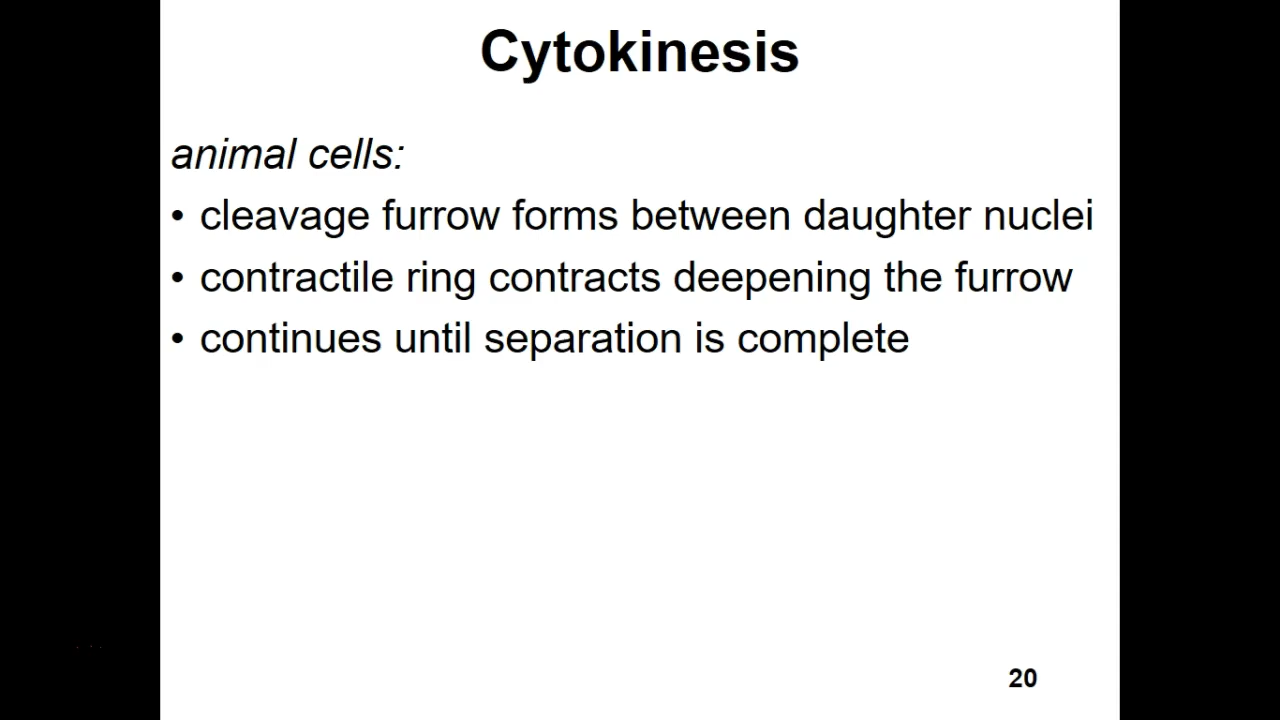 Cytokinesis
animal cells:
• cleavage furrow forms between daughter nuclei
• contractile ring contracts deepening the furrow
• continues until separation is complete
20